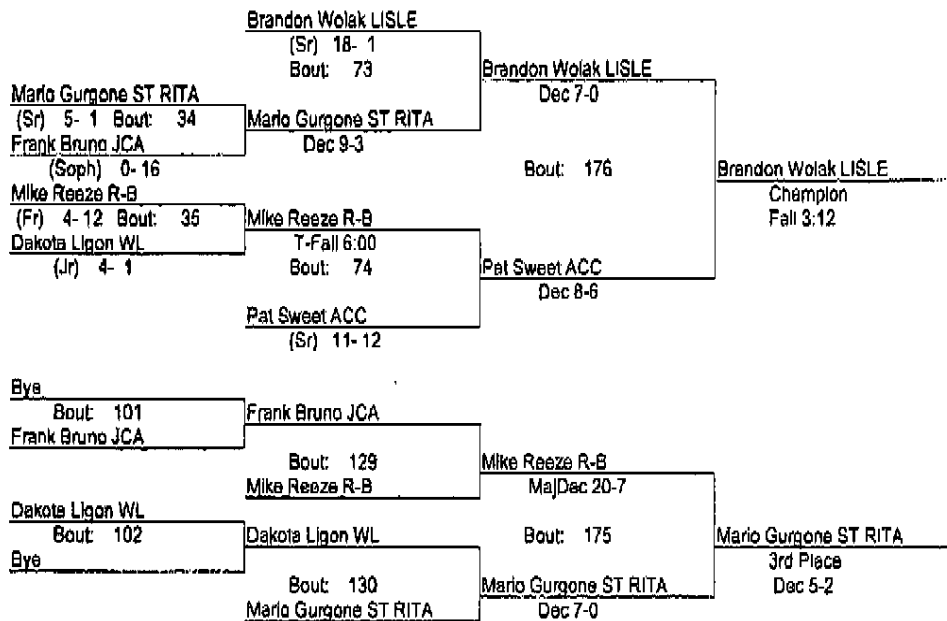 Brandon Wolak LISLE
(Sr) 18- 1
Bout: 73
Brandon Wolak LISLE
Dec 7-0
Mario Gurgone ST RITA
(Sr) 5- 1 Bout: 34
Mario Gurgone ST RITA
Dec 9-3
Frank Bruno JCA
(Soph) 0- 16
Bout: 176
Brandon Wolak LISLE
Champion
Fall 3:12
Mike Reeze R-B
(Fr) 4- 12 Bout: 35
Mike Reeze R-B
T-Fall 6:00
Bout: 74
Dakota Ligon WL
(Jr) 4- 1
Pat Sweet ACC
Dec 8-6
Pat Sweet ACC
(Sr) 11- 12
Bye
Bout: 101
Frank Bruno JCA
Frank Bruno JCA
Bout: 129
Mike Reeze R-B
MajDec 20-7
Mike Reeze R-B
Dakota Ligon WL
Bout: 102
Dakota Ligon WL
Bout: 175
Mario Gurgone ST RITA
3rd Place
Dec 5-2
Bye
Bout: 130
Mario Gurgone ST RITA
Dec 7-0
Mario Gurgone ST RITA